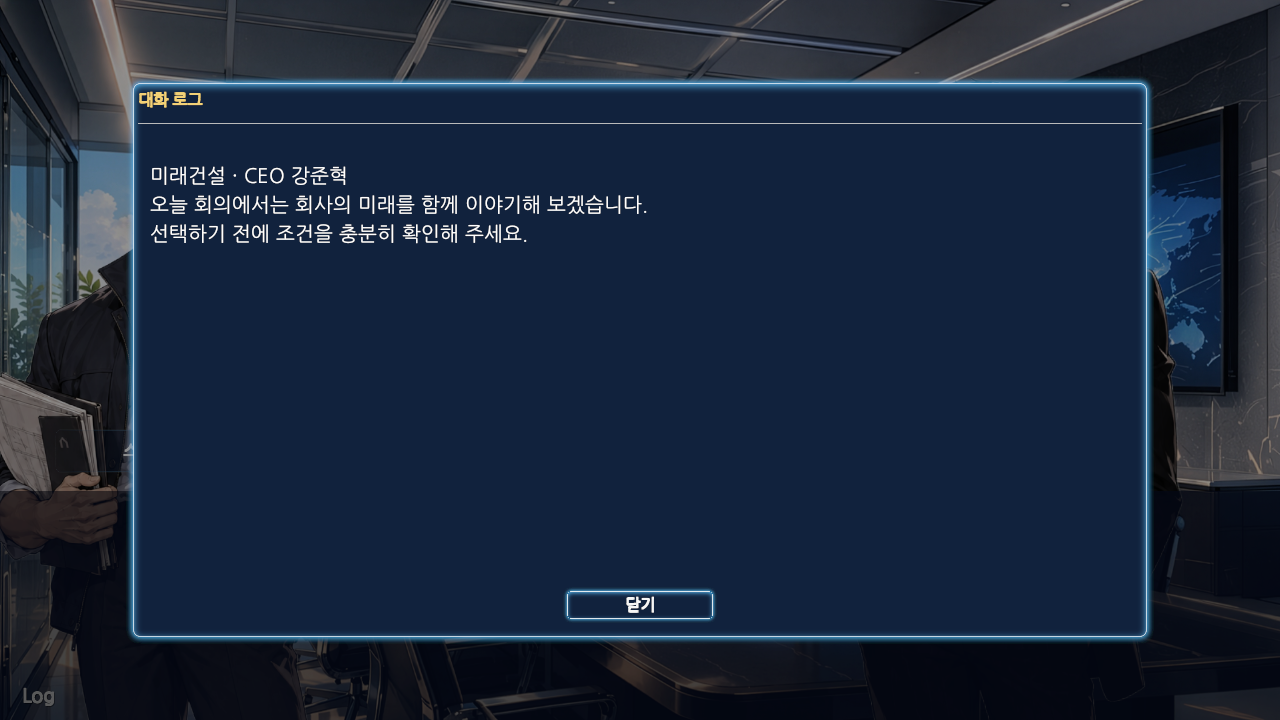 대화 로그
미래건설 · CEO 강준혁
오늘 회의에서는 회사의 미래를 함께 이야기해 보겠습니다.
선택하기 전에 조건을 충분히 확인해 주세요.
닫기
Log